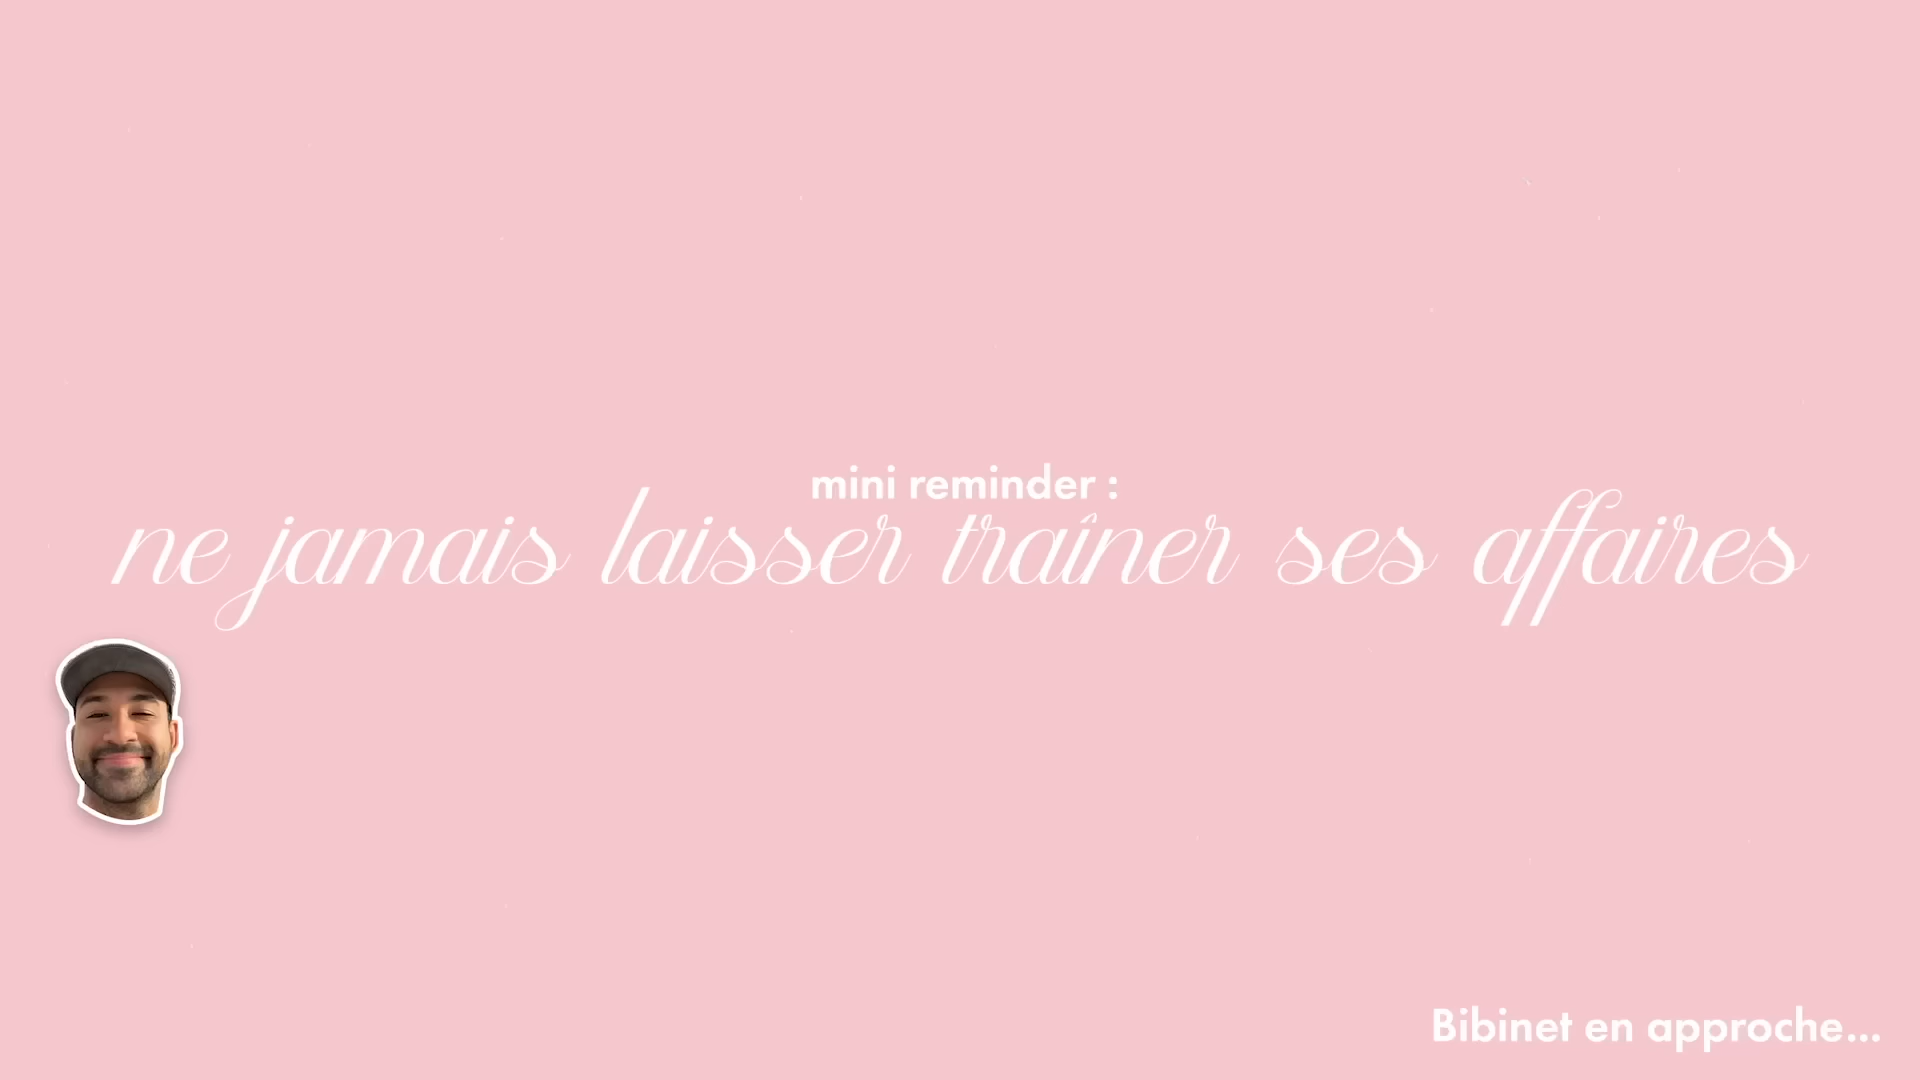 mini reminder :
ne jamais laisser traîner ses affaires
Bibinet en approche...